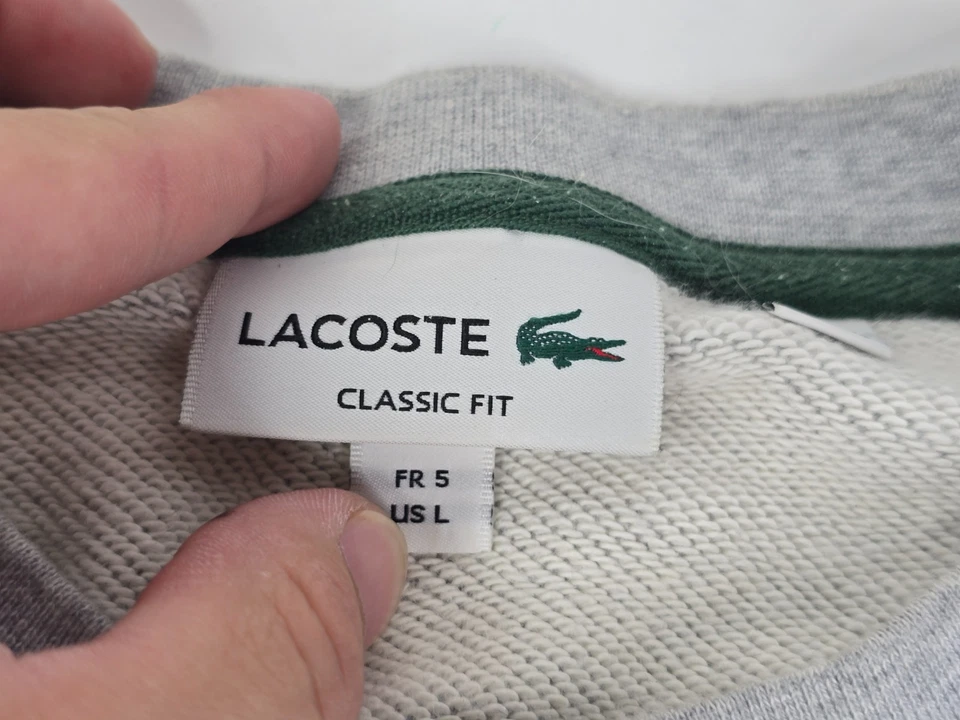 LACOSTE
CLASSIC FIT
FR 5
US L